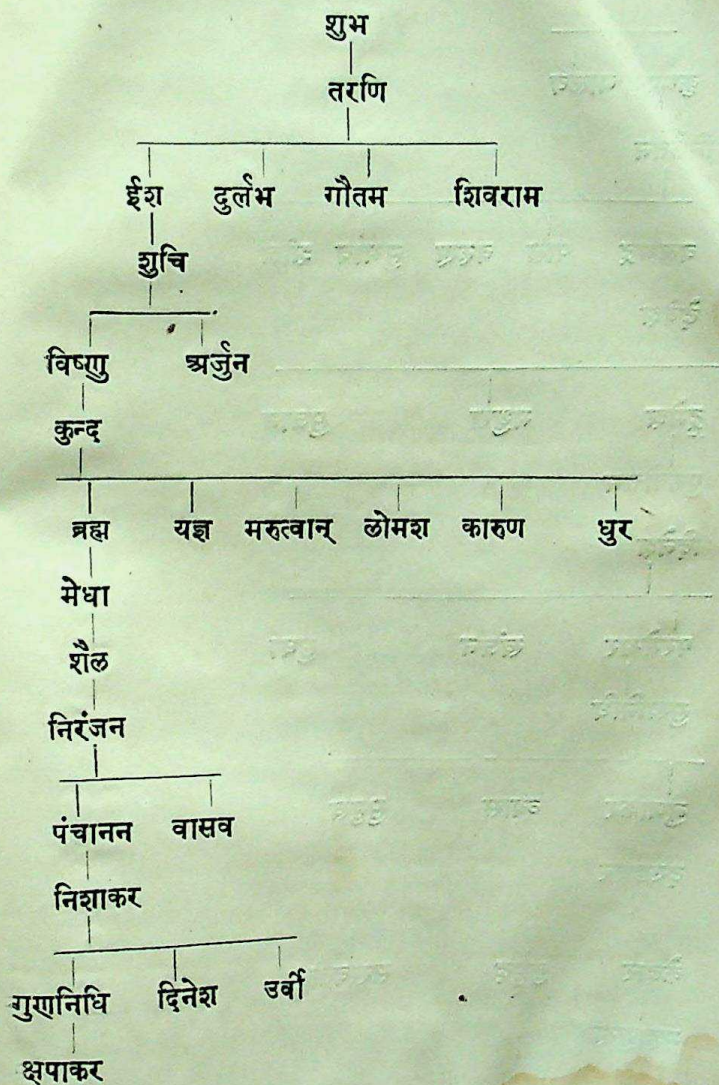 शुभ
तरणि
ईश दुर्लभ गौतम शिवराम
शुचि
विष्णु अर्जुन
कुन्द
ब्रह्म यज्ञ मरुत्वान् लोमश कारुण धुर
मेधा
शैल
निरंजन
पंचानन वासव
निशाकर
गुणनिधि दिनेश उर्वी
क्षपाकर